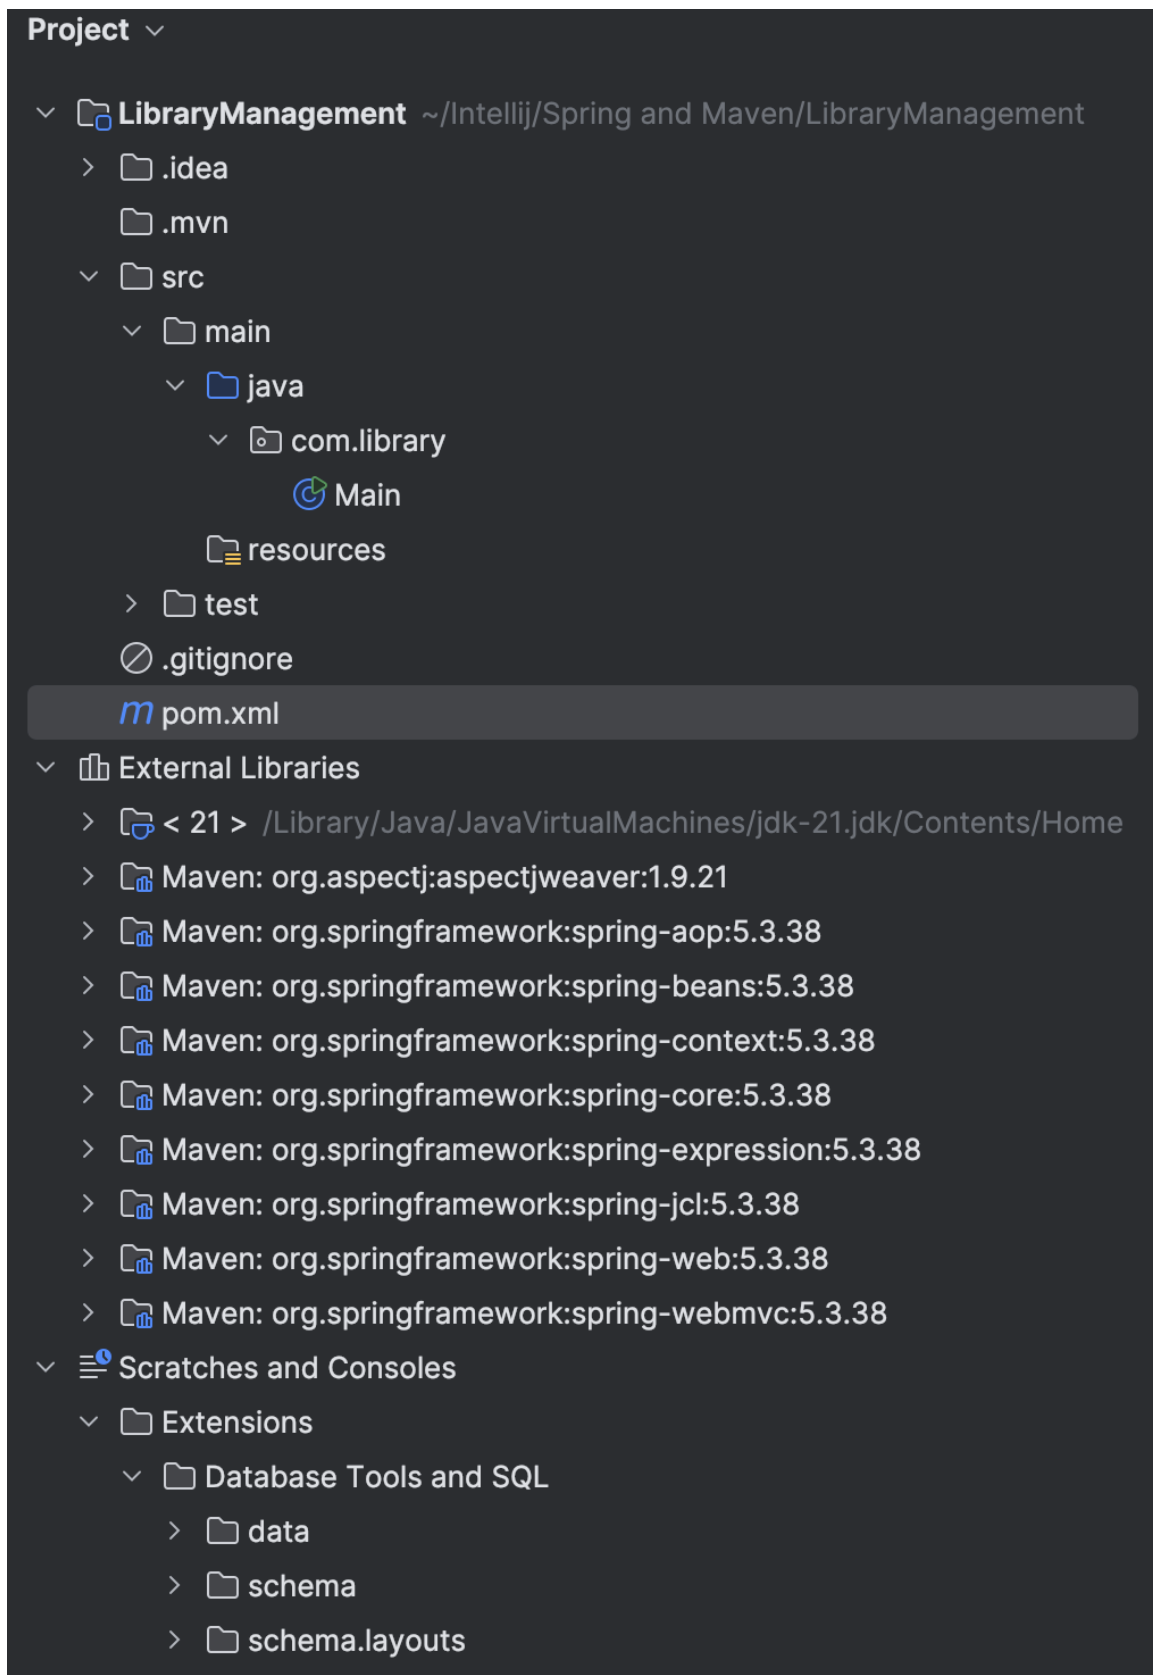 Project
LibraryManagement ~/Intellij/Spring and Maven/LibraryManagement
.idea
.mvn
src
main
java
com.library
Main
resources
test
.gitignore
pom.xml
External Libraries
< 21 > /Library/Java/JavaVirtualMachines/jdk-21.jdk/Contents/Home
Maven: org.aspectj:aspectjweaver:1.9.21
Maven: org.springframework:spring-aop:5.3.38
Maven: org.springframework:spring-beans:5.3.38
Maven: org.springframework:spring-context:5.3.38
Maven: org.springframework:spring-core:5.3.38
Maven: org.springframework:spring-expression:5.3.38
Maven: org.springframework:spring-jcl:5.3.38
Maven: org.springframework:spring-web:5.3.38
Maven: org.springframework:spring-webmvc:5.3.38
Scratches and Consoles
Extensions
Database Tools and SQL
data
schema
schema.layouts